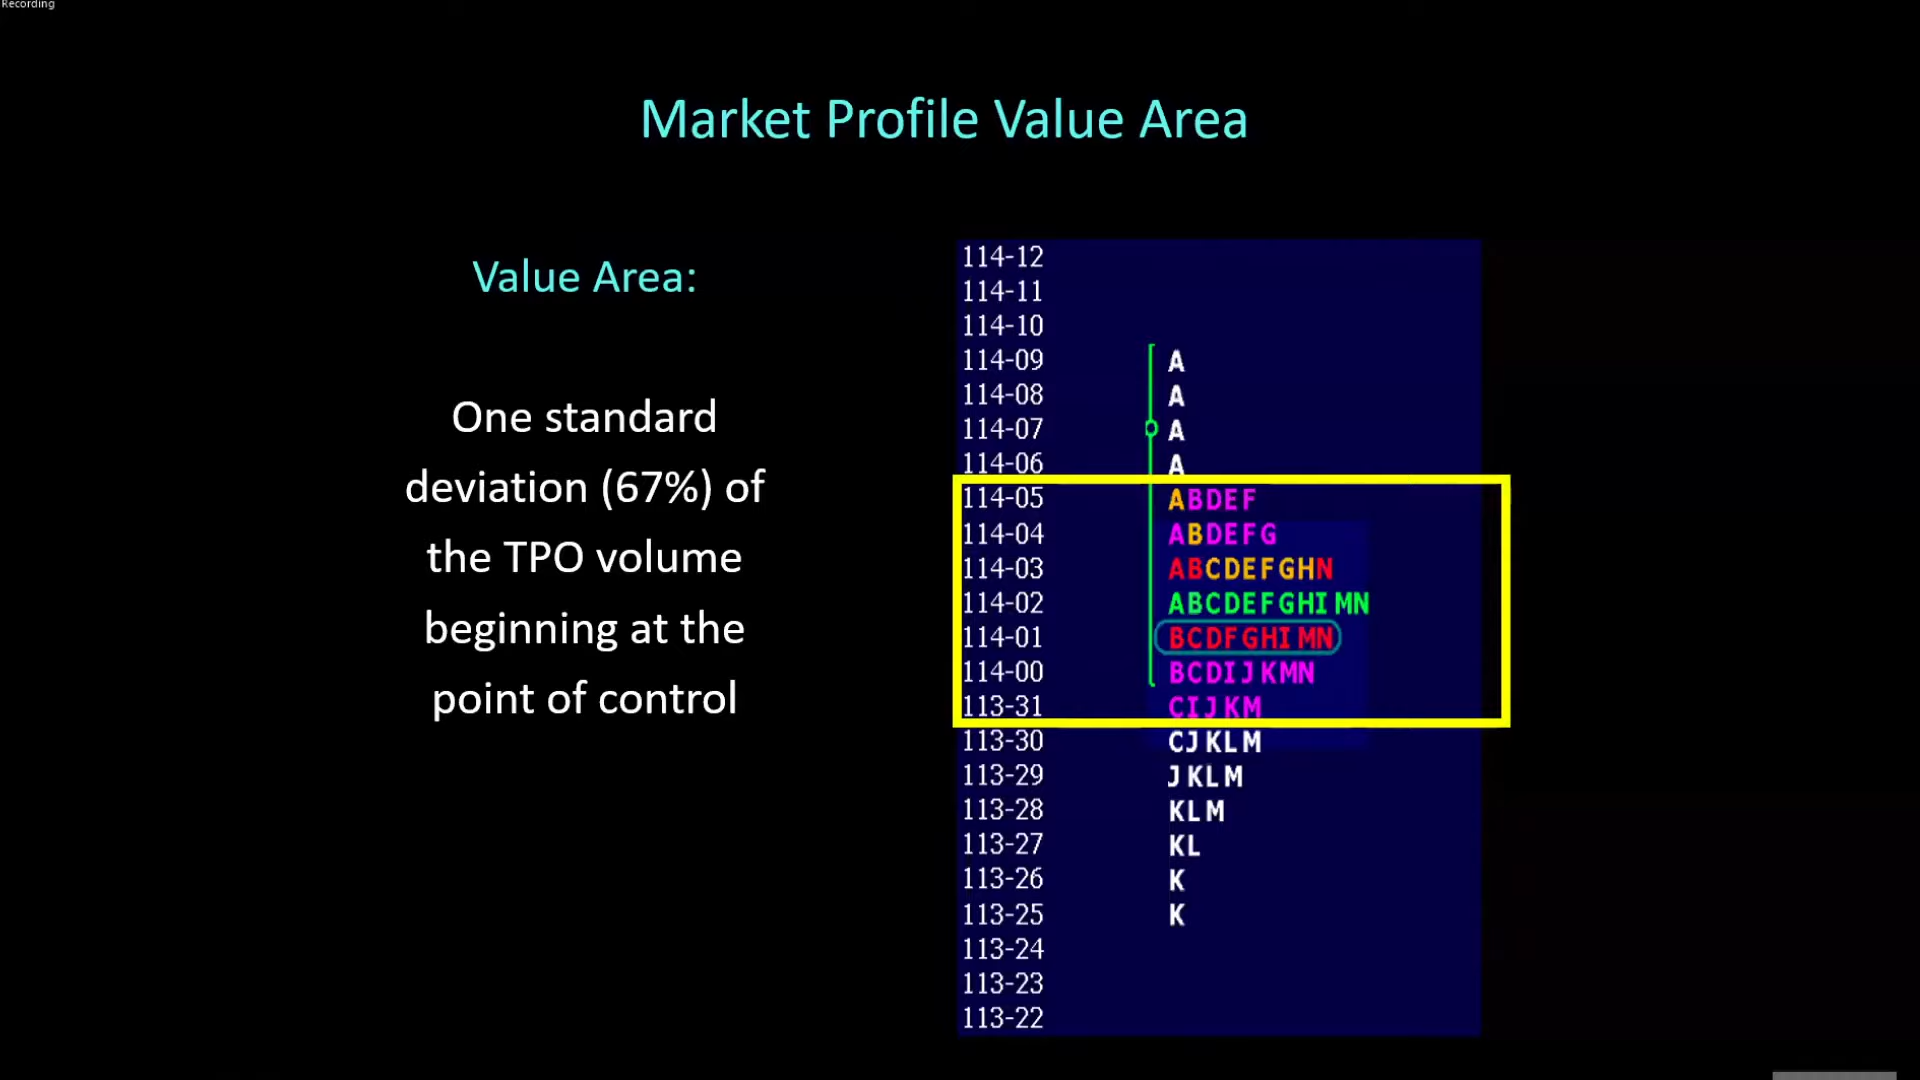 Recording
Market Profile Value Area
Value Area:
One standard
deviation (67%) of
the TPO volume
beginning at the
point of control
114-12
114-11
114-10
114-09 A
114-08 A
114-07 A
114-06 A
114-05 ABDEF
114-04 ABDEFG
114-03 ABCDEFGHN
114-02 ABCDEFGHIMN
114-01 BCDFGHIMN
114-00 BCDIJKMN
113-31 CIJKM
113-30 CJKLM
113-29 JKLM
113-28 KLM
113-27 KL
113-26 K
113-25 K
113-24
113-23
113-22